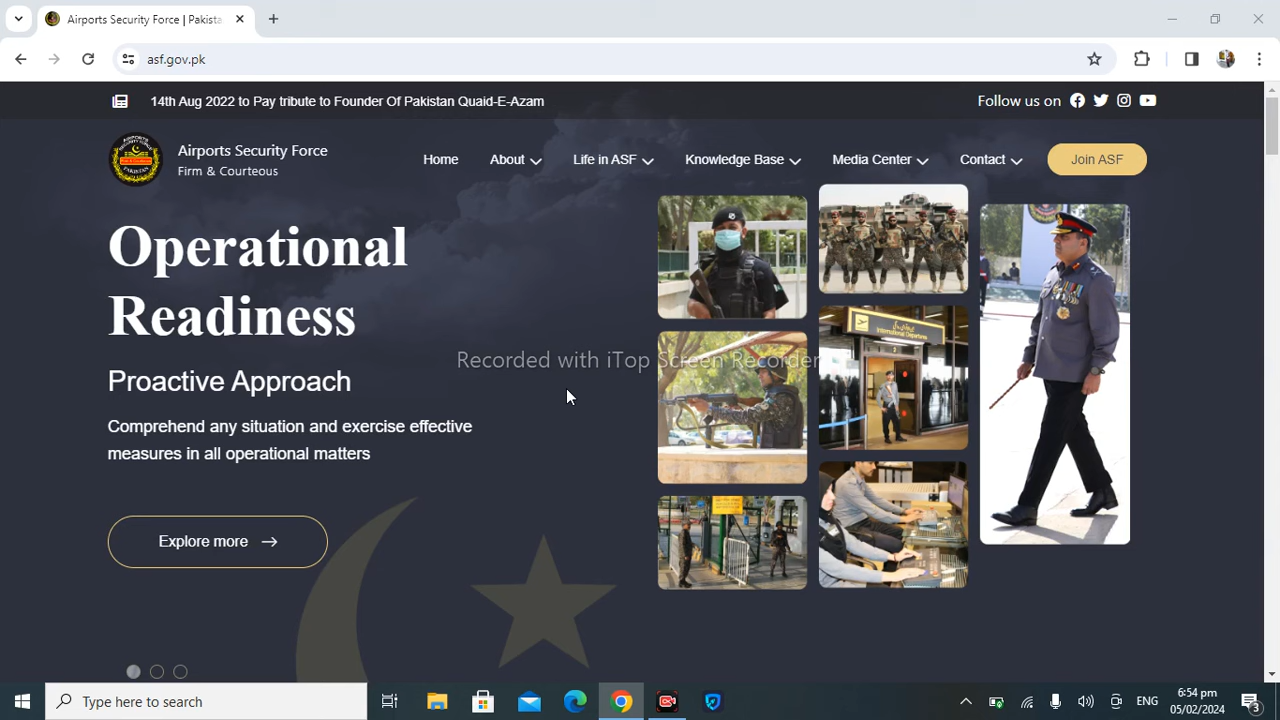 Airports Security Force | Pakista
asf.gov.pk
14th Aug 2022 to Pay tribute to Founder Of Pakistan Quaid-E-Azam
Follow us on
Airports Security Force
Firm & Courteous
Home
About
Life in ASF
Knowledge Base
Media Center
Contact
Join ASF
Operational
Readiness
Proactive Approach
Comprehend any situation and exercise effective
measures in all operational matters
Recorded with iTop Screen Recorder
International Departures
Explore more
Type here to search
ENG
6:54 pm
05/02/2024
3